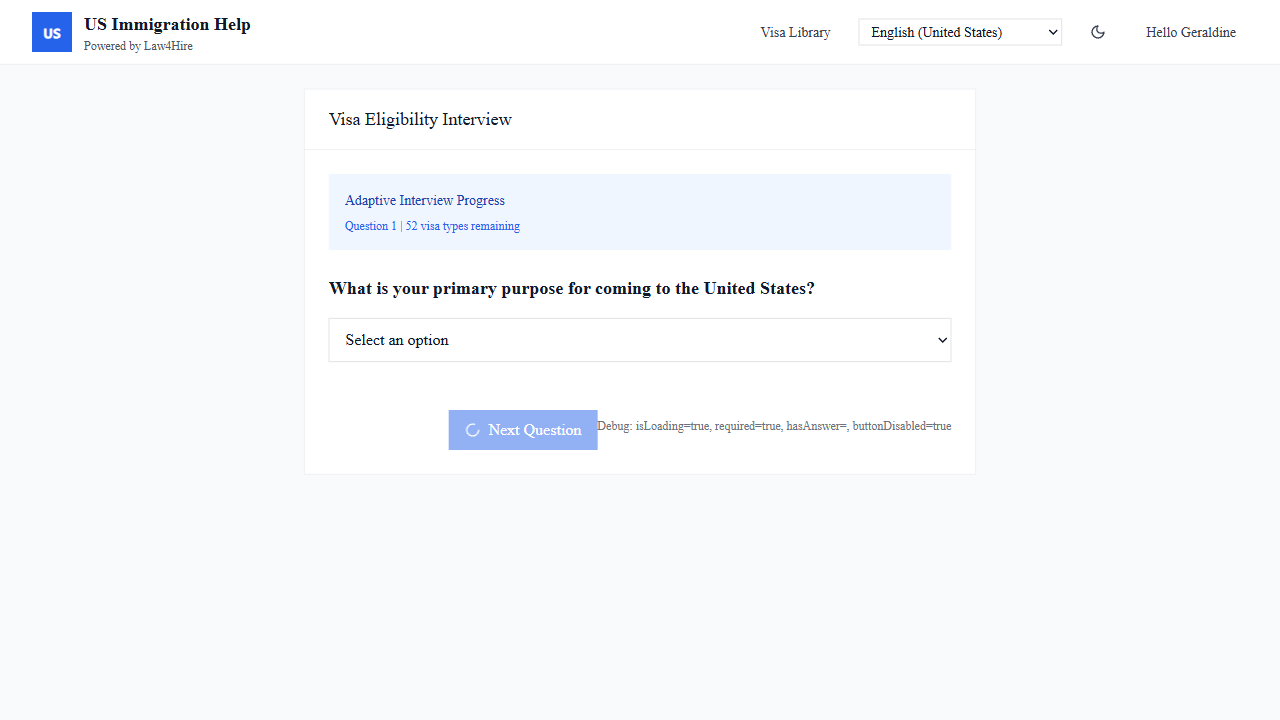 US
US Immigration Help
Powered by Law4Hire
Visa Library
English (United States)
Hello Geraldine
Visa Eligibility Interview
Adaptive Interview Progress
Question 1 | 52 visa types remaining
What is your primary purpose for coming to the United States?
Select an option
Next Question
Debug: isLoading=true, required=true, hasAnswer=, buttonDisabled=true